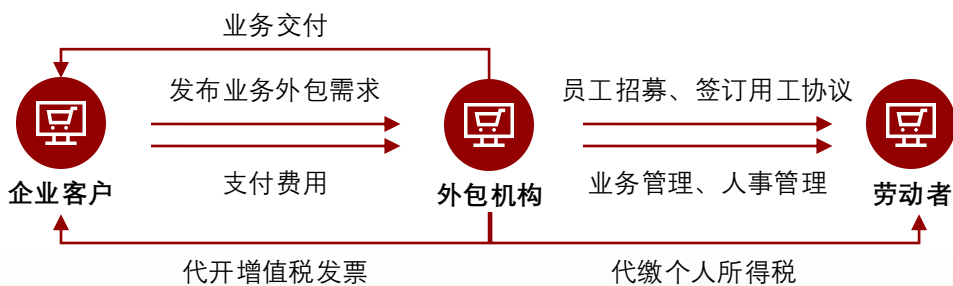 业务交付
发布业务外包需求
员工招募、签订用工协议
企业客户
支付费用
外包机构
业务管理、人事管理
劳动者
代开增值税发票
代缴个人所得税